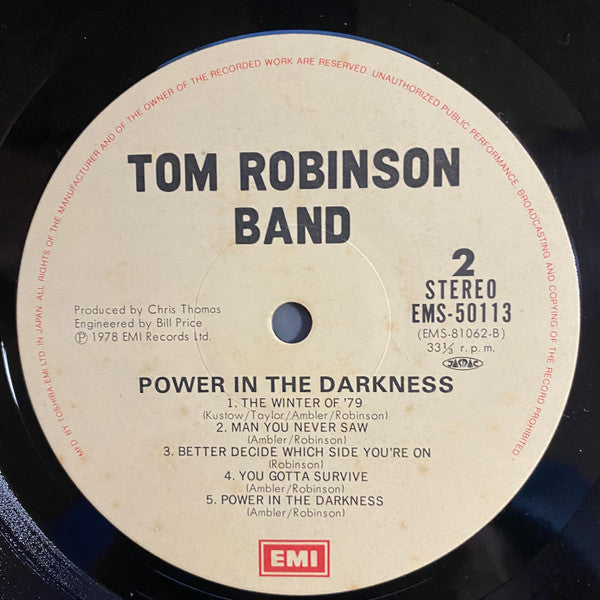 MF'D BY TOSHIBA-EMI LTD. IN JAPAN. ALL RIGHTS OF THE MANUFACTURER AND OF THE OWNER OF THE RECORDED WORK ARE RESERVED. UNAUTHORIZED PUBLIC PERFORMANCE, BROADCASTING AND COPYING OF THE RECORD PROHIBITED.
TOM ROBINSON
BAND
2
STEREO
EMS-50113
(EMS-81062-B)
33⅓ r.p.m.
JASRAC
Produced by Chris Thomas
Engineered by Bill Price
Ⓟ 1978 EMI Records Ltd.
POWER IN THE DARKNESS
1. THE WINTER OF '79
(Kustow/Taylor/Ambler/Robinson)
2. MAN YOU NEVER SAW
(Ambler/Robinson)
3. BETTER DECIDE WHICH SIDE YOU'RE ON
(Robinson)
4. YOU GOTTA SURVIVE
(Ambler/Robinson)
5. POWER IN THE DARKNESS
(Ambler/Robinson)
EMI